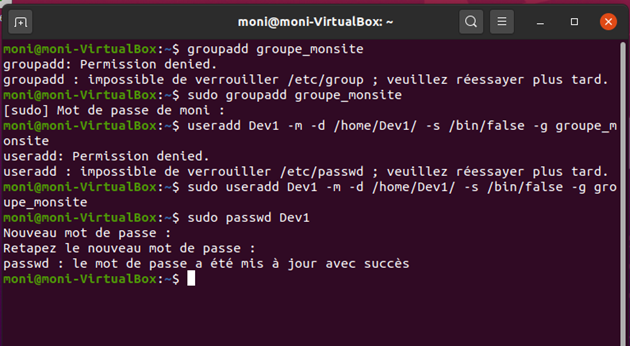 moni@moni-VirtualBox: ~
moni@moni-VirtualBox:~$ groupadd groupe_monsite
groupadd: Permission denied.
groupadd : impossible de verrouiller /etc/group ; veuillez réessayer plus tard.
moni@moni-VirtualBox:~$ sudo groupadd groupe_monsite
[sudo] Mot de passe de moni :
moni@moni-VirtualBox:~$ useradd Dev1 -m -d /home/Dev1/ -s /bin/false -g groupe_m
onsite
useradd: Permission denied.
useradd : impossible de verrouiller /etc/passwd ; veuillez réessayer plus tard.
moni@moni-VirtualBox:~$ sudo useradd Dev1 -m -d /home/Dev1/ -s /bin/false -g gro
upe_monsite
moni@moni-VirtualBox:~$ sudo passwd Dev1
Nouveau mot de passe :
Retapez le nouveau mot de passe :
passwd : le mot de passe a été mis à jour avec succès
moni@moni-VirtualBox:~$